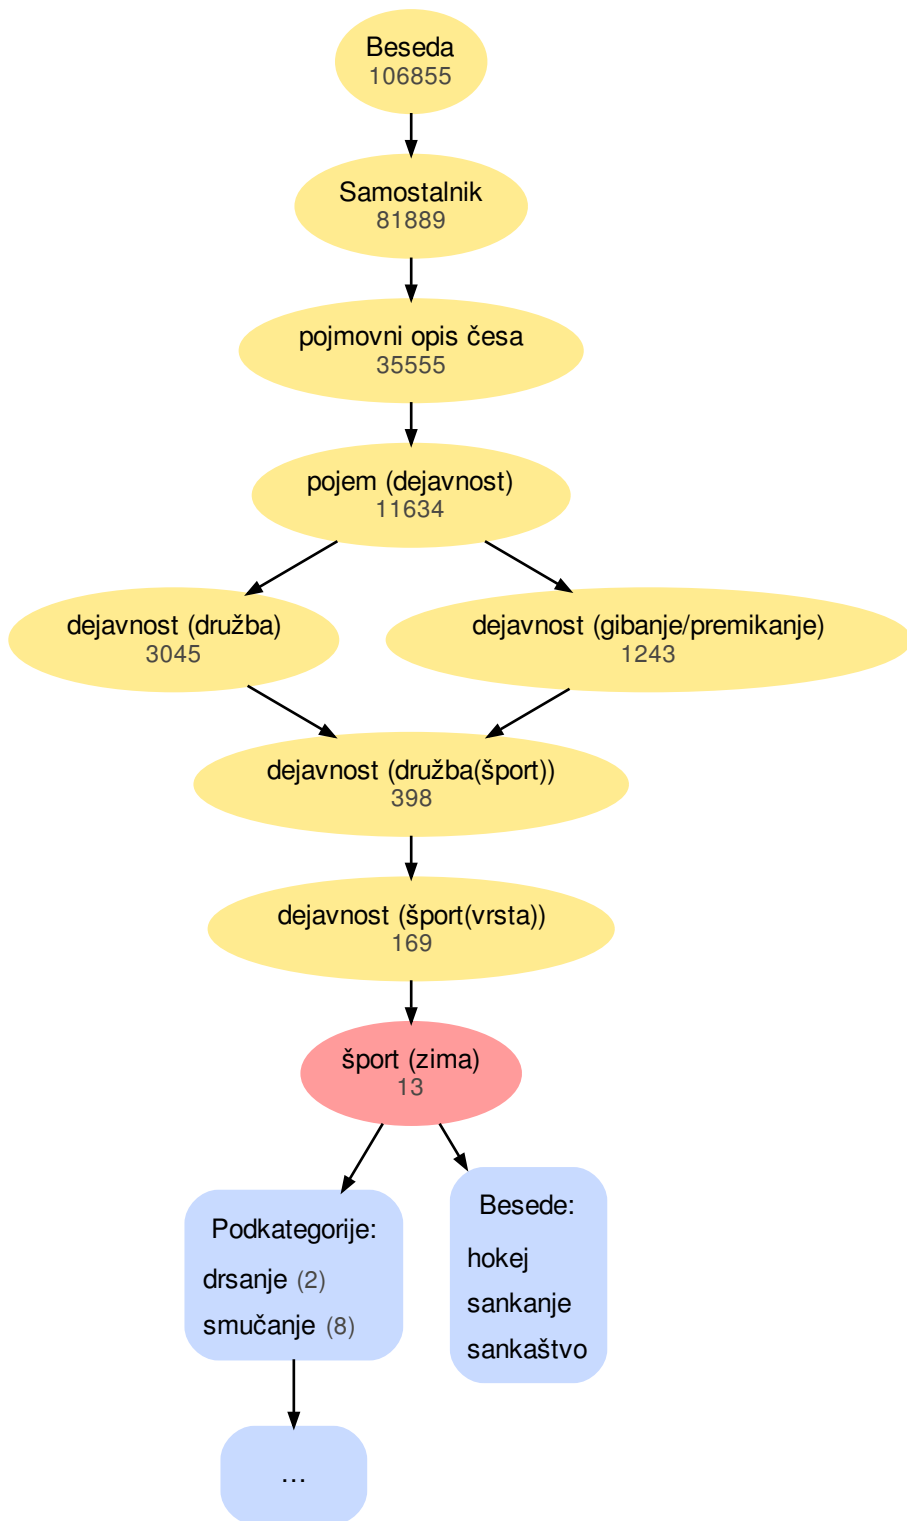 Beseda
106855
Samostalnik
81889
pojmovni opis česa
35555
pojem (dejavnost)
11634
dejavnost (družba)
3045
dejavnost (gibanje/premikanje)
1243
dejavnost (družba(šport))
398
dejavnost (šport(vrsta))
169
šport (zima)
13
Podkategorije:
drsanje (2)
smučanje (8)
Besede:
hokej
sankanje
sankaštvo
...